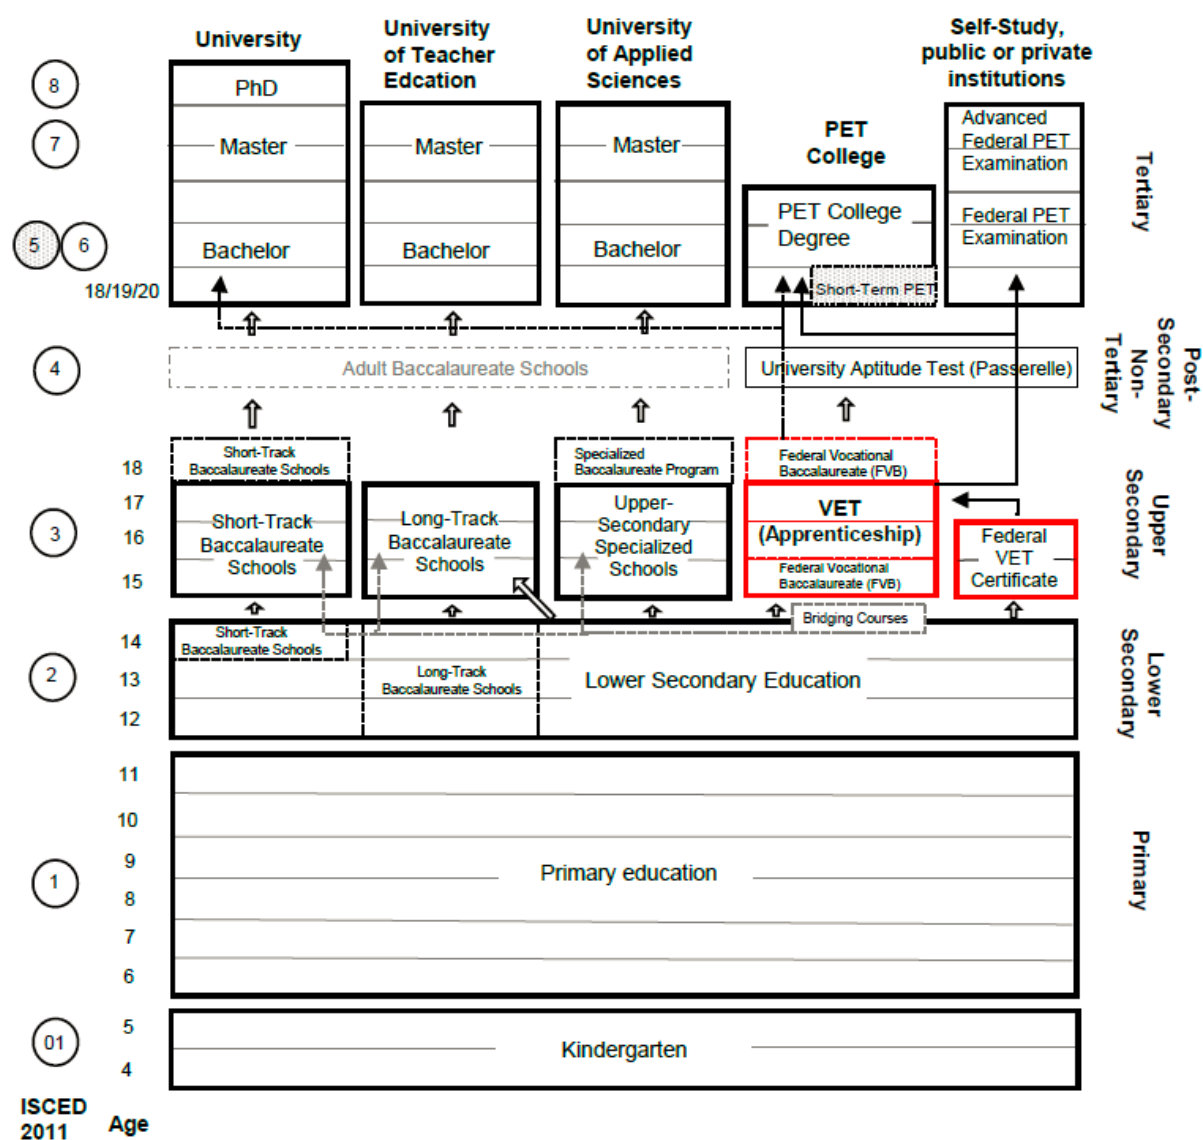 University
University
of Teacher
Edcation
University
of Applied
Sciences
Self-Study,
public or private
institutions
PET
College
8
7
5
6
18/19/20
PhD
Master
Bachelor
Master
Bachelor
Master
Bachelor
PET College
Degree
Short-Term PET
Advanced
Federal PET
Examination
Federal PET
Examination
Tertiary
4
Adult Baccalaureate Schools
University Aptitude Test (Passerelle)
Post-
Secondary
Non-
Tertiary
3
18
17
16
15
Short-Track
Baccalaureate Schools
Short-Track
Baccalaureate
Schools
Long-Track
Baccalaureate
Schools
Specialized
Baccalaureate Program
Upper-
Secondary
Specialized
Schools
Federal Vocational
Baccalaureate (FVB)
VET
(Apprenticeship)
Federal Vocational
Baccalaureate (FVB)
Federal
VET
Certificate
Upper
Secondary
Bridging Courses
2
14
13
12
Short-Track
Baccalaureate Schools
Long-Track
Baccalaureate Schools
Lower Secondary Education
Lower
Secondary
1
11
10
9
8
7
6
Primary education
Primary
01
5
4
Kindergarten
ISCED
2011
Age